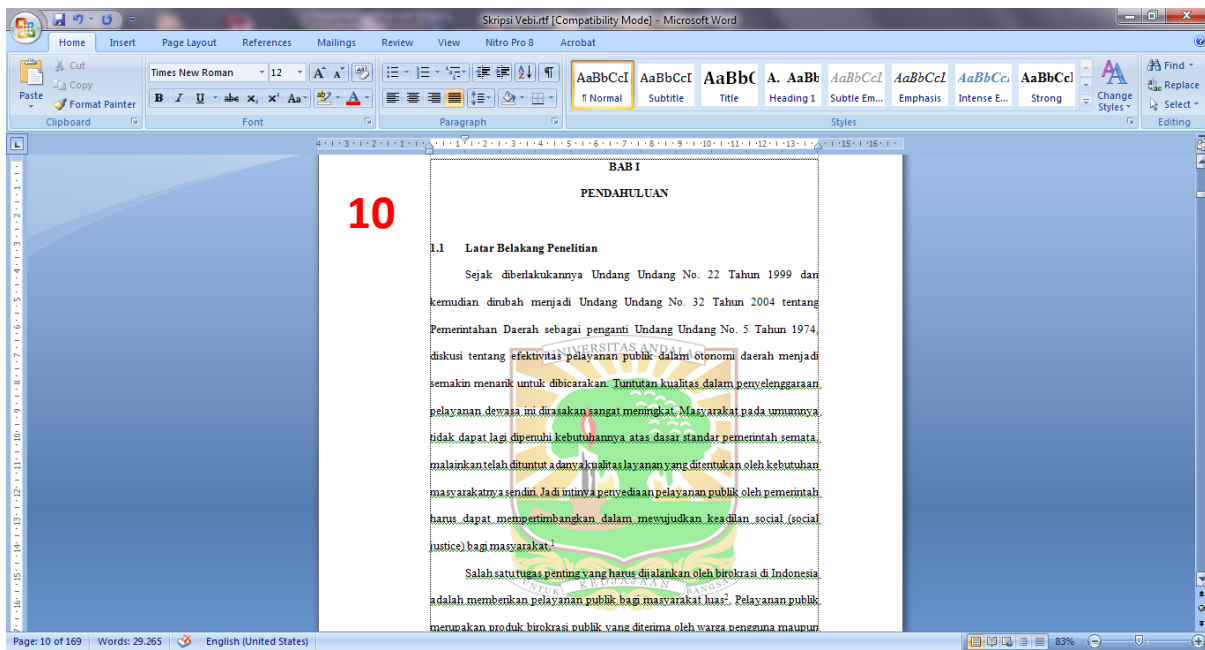 Skripsi Vebi.rtf [Compatibility Mode] - Microsoft Word
Home Insert Page Layout References Mailings Review View Nitro Pro 8 Acrobat
Cut
Copy
Format Painter
Paste
Clipboard
Times New Roman 12
Font
Paragraph
AaBbCcI AaBbCcI AaBb( A. AaBb AaBbCcL AaBbCcL AaBbCcI AaBbCcI
¶ Normal Subtitle Title Heading 1 Subtle Em... Emphasis Intense E... Strong
Change Styles
Styles
Find
Replace
Select
Editing
10
BAB I
PENDAHULUAN
1.1 Latar Belakang Penelitian
Sejak diberlakukannya Undang Undang No. 22 Tahun 1999 dan
kemudian dirubah menjadi Undang Undang No. 32 Tahun 2004 tentang
Pemerintahan Daerah sebagai penganti Undang Undang No. 5 Tahun 1974,
diskusi tentang efektivitas pelayanan publik dalam otonomi daerah menjadi
semakin menarik untuk dibicarakan. Tuntutan kualitas dalam penyelenggaraan
pelayanan dewasa ini dirasakan sangat meningkat. Masyarakat pada umumnya
tidak dapat lagi dipenuhi kebutuhannya atas dasar standar pemerintah semata,
malainkan telah dituntut adanya kualitas layanan yang ditentukan oleh kebutuhan
masyarakatnya sendiri. Jadi intinya penyediaan pelayanan publik oleh pemerintah
harus dapat mempertimbangkan dalam mewujudkan keadilan social (social
justice) bagi masyarakat.1
Salah satu tugas penting yang harus dijalankan oleh birokrasi di Indonesia
adalah memberikan pelayanan publik bagi masyarakat luas2. Pelayanan publik
merupakan produk birokrasi publik yang diterima oleh warga pengguna maupun
UNIVERSITAS ANDALAS
UNTUK KEDJAJAAN BANGSA
Page: 10 of 169 Words: 29.265 English (United States) 83%